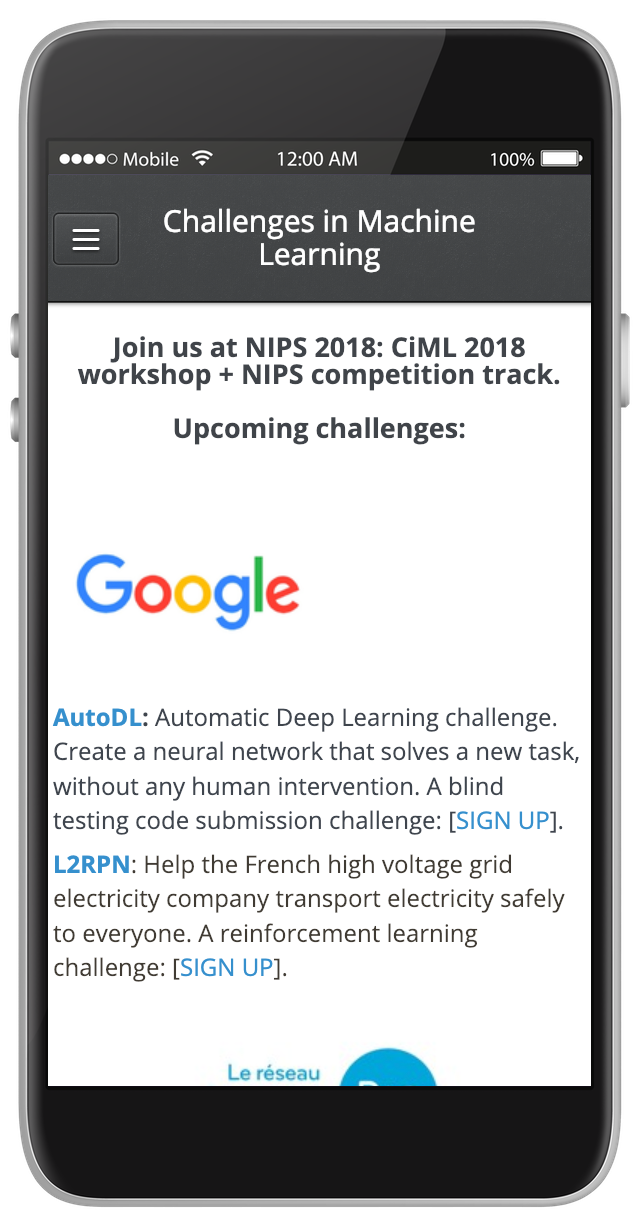 Mobile 12:00 AM 100%
Challenges in Machine
Learning
Join us at NIPS 2018: CiML 2018
workshop + NIPS competition track.
Upcoming challenges:
Google
AutoDL: Automatic Deep Learning challenge.
Create a neural network that solves a new task,
without any human intervention. A blind
testing code submission challenge: [SIGN UP].
L2RPN: Help the French high voltage grid
electricity company transport electricity safely
to everyone. A reinforcement learning
challenge: [SIGN UP].
Le réseau